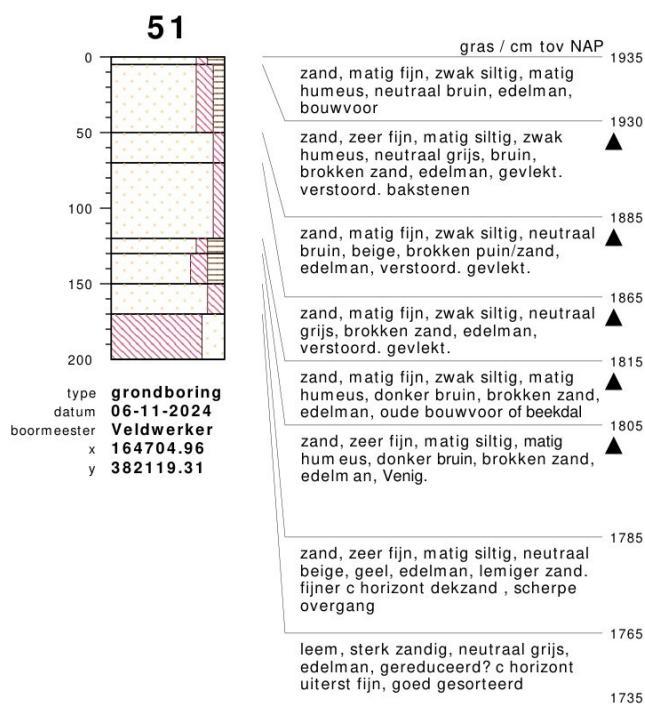 51
gras / cm tov NAP
0
50
100
150
200
1935
zand, matig fijn, zwak siltig, matig
humeus, neutraal bruin, edelman,
bouwvoor
1930
zand, zeer fijn, matig siltig, zwak
humeus, neutraal grijs, bruin,
brokken zand, edelman, gevlekt.
verstoord. bakstenen
1885
zand, matig fijn, zwak siltig, neutraal
bruin, beige, brokken puin/zand,
edelman, verstoord. gevlekt.
1865
zand, matig fijn, zwak siltig, neutraal
grijs, brokken zand, edelman,
verstoord. gevlekt.
1815
zand, matig fijn, zwak siltig, matig
humeus, donker bruin, brokken zand,
edelman, oude bouwvoor of beekdal
1805
zand, zeer fijn, matig siltig, matig
humeus, donker bruin, brokken zand,
edelman, Venig.
1785
zand, zeer fijn, matig siltig, neutraal
beige, geel, edelman, lemiger zand.
fijner c horizont dekzand , scherpe
overgang
1765
leem, sterk zandig, neutraal grijs,
edelman, gereduceerd? c horizont
uiterst fijn, goed gesorteerd
1735
type grondboring
datum 06-11-2024
boormeester Veldwerker
x 164704.96
y 382119.31